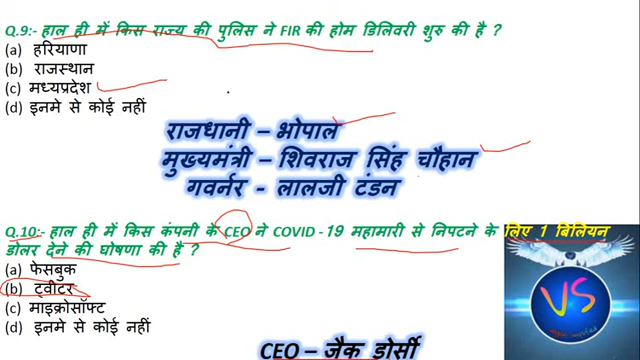 Q.9:- हाल ही में किस राज्य की पुलिस ने FIR की होम डिलिवरी शुरु की है ?
(a) हरियाणा
(b) राजस्थान
(c) मध्यप्रदेश
(d) इनमे से कोई नहीं
राजधानी – भोपाल
मुख्यमंत्री – शिवराज सिंह चौहान
गवर्नर - लालजी टंडन
Q.10:- हाल ही में किस कंपनी के CEO ने COVID -19 महामारी से निपटने के लिए 1 बिलियन
डोलर देने की घोषणा की है ?
(a) फेसबुक
(b) ट्वीटर
(c) माइक्रोसॉफ्ट
(d) इनमे से कोई नहीं
VS
CEO – जैक डोर्सी